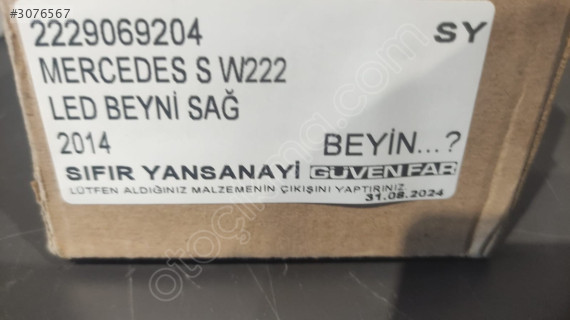 #3076567
2229069204 SY
MERCEDES S W222
LED BEYNİ SAĞ
2014 BEYİN...?
SIFIR YANSANAYİ GÜVEN FAR
LÜTFEN ALDIĞINIZ MALZEMENİN ÇIKIŞINI YAPTIRINIZ
31.08.2024